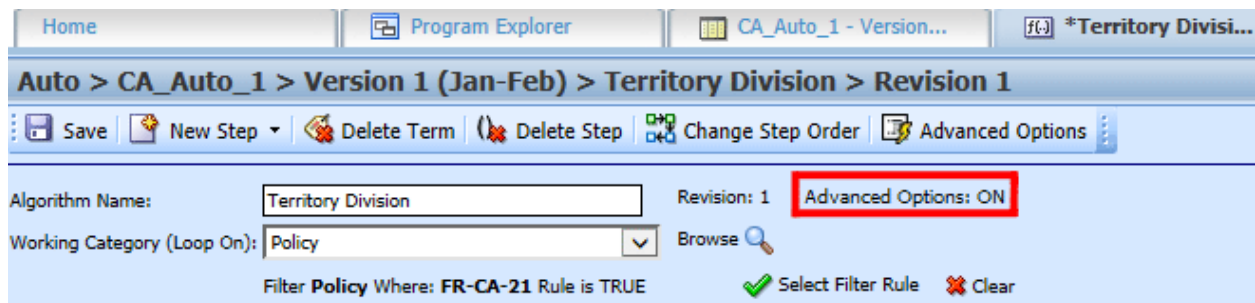 Home Program Explorer CA_Auto_1 - Version... f(.) *Territory Divisi...
Auto > CA_Auto_1 > Version 1 (Jan-Feb) > Territory Division > Revision 1
Save New Step Delete Term Delete Step Change Step Order Advanced Options
Algorithm Name: Territory Division Revision: 1 Advanced Options: ON
Working Category (Loop On): Policy Browse
Filter Policy Where: FR-CA-21 Rule is TRUE Select Filter Rule Clear